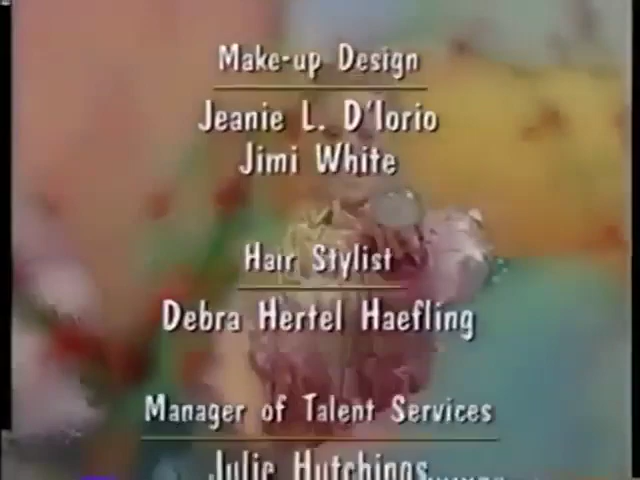 Make-up Design
Jeanie L. D'Iorio
Jimi White
Hair Stylist
Debra Hertel Haefling
Manager of Talent Services
Julie Hutchings